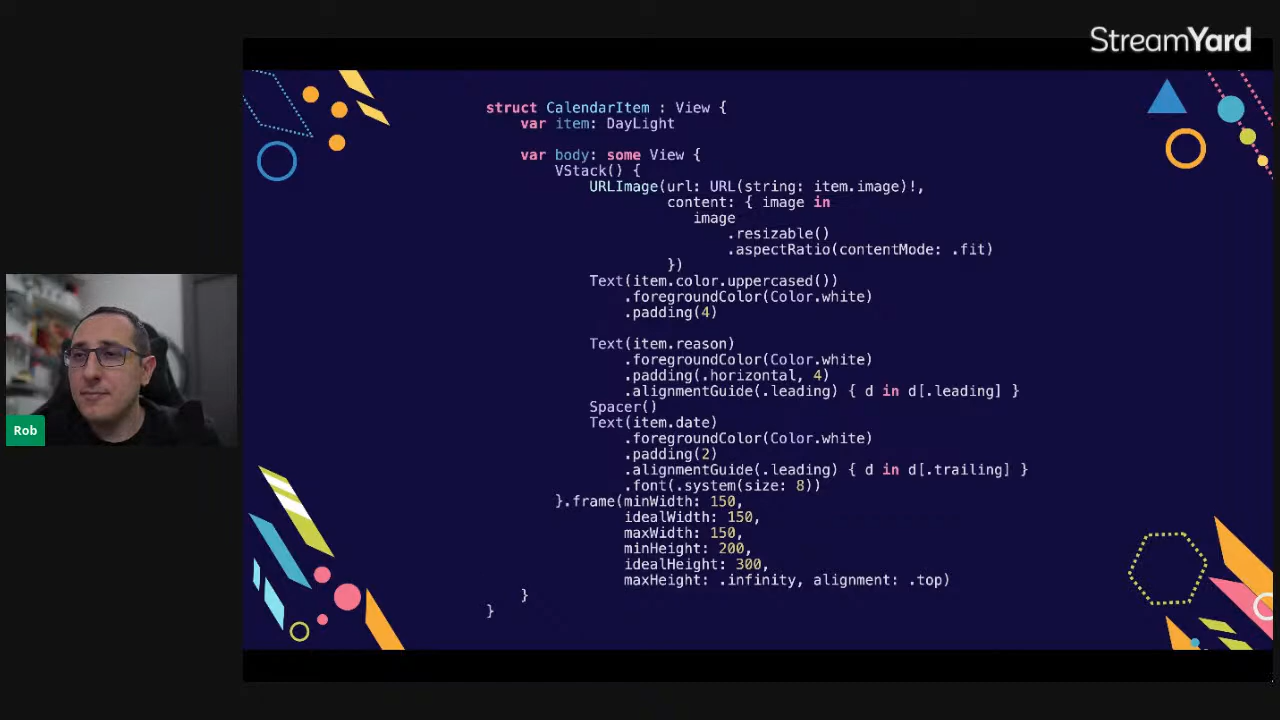 StreamYard
struct CalendarItem : View {
var item: DayLight
var body: some View {
VStack() {
URLImage(url: URL(string: item.image)!,
content: { image in
image
.resizable()
.aspectRatio(contentMode: .fit)
})
Text(item.color.uppercased())
.foregroundColor(Color.white)
.padding(4)
Text(item.reason)
.foregroundColor(Color.white)
.padding(.horizontal, 4)
.alignmentGuide(.leading) { d in d[.leading] }
Spacer()
Text(item.date)
.foregroundColor(Color.white)
.padding(2)
.alignmentGuide(.leading) { d in d[.trailing] }
.font(.system(size: 8))
}.frame(minWidth: 150,
idealWidth: 150,
maxWidth: 150,
minHeight: 200,
idealHeight: 300,
maxHeight: .infinity, alignment: .top)
}
}
Rob